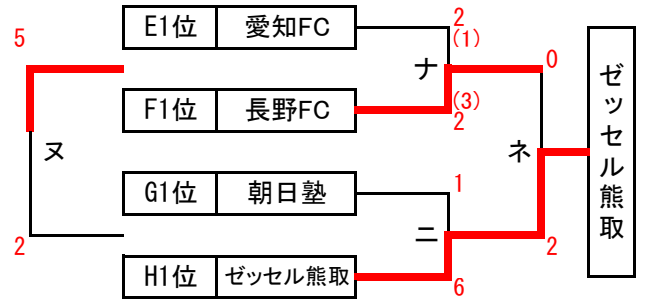 E1位 愛知FC 2
(1)
5
ナ 0
F1位 長野FC (3)
2
ヌ
ネ
G1位 朝日塾 1
ニ
2
2
H1位 ゼッセル熊取 6
ゼッセル熊取